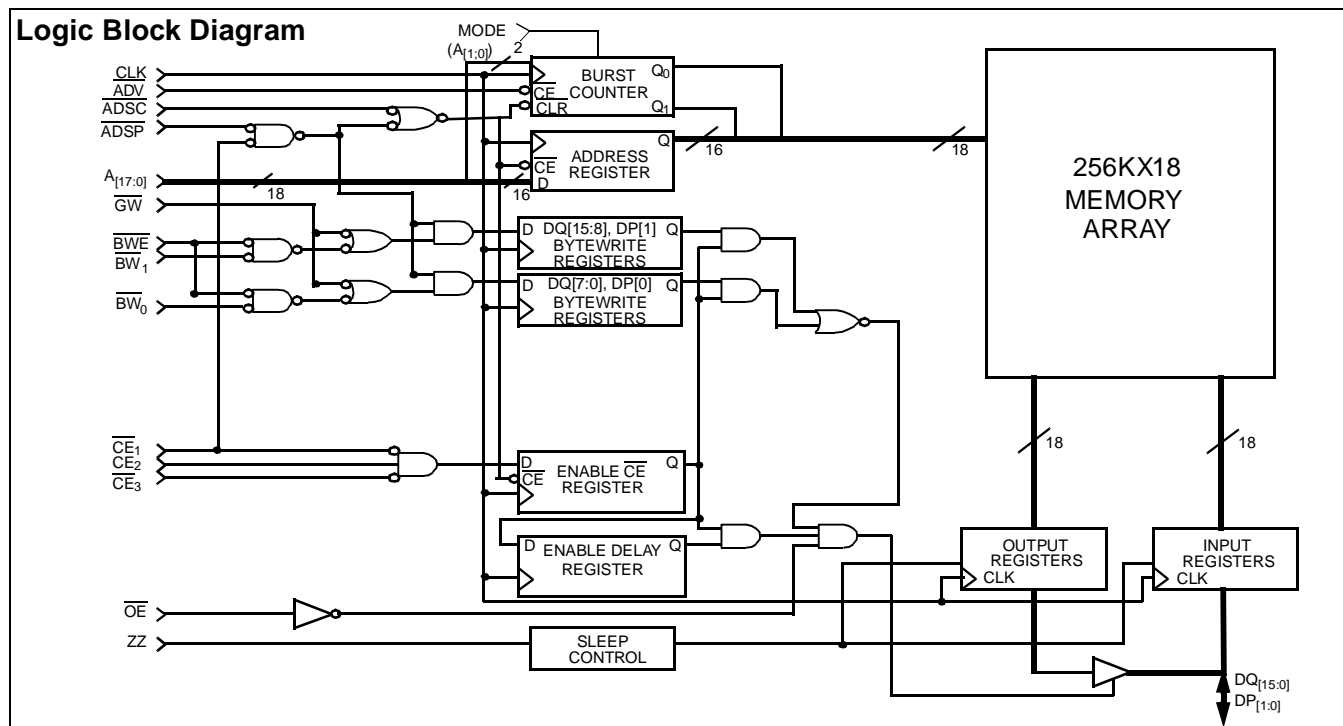 Logic Block Diagram
MODE
(A[1;0])
2
CLK
ADV
ADSC
ADSP
A[17:0]
GW
BWE
BW1
BW0
CE1
CE2
CE3
OE
ZZ
18
16
BURST
COUNTER
CE
CLR
Q0
Q1
ADDRESS
REGISTER
CE
D
Q
16
18
DQ[15:8], DP[1]
BYTEWRITE
REGISTERS
D
Q
DQ[7:0], DP[0]
BYTEWRITE
REGISTERS
D
Q
ENABLE CE
REGISTER
D
CE
Q
ENABLE DELAY
REGISTER
D
Q
SLEEP
CONTROL
256KX18
MEMORY
ARRAY
18
18
OUTPUT
REGISTERS
CLK
INPUT
REGISTERS
CLK
DQ[15:0]
DP[1:0]